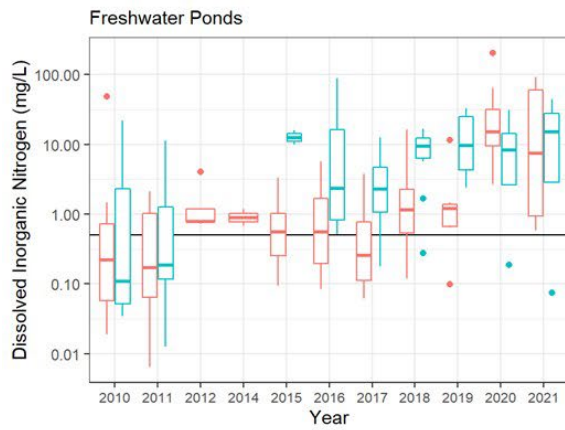 Freshwater Ponds
Dissolved Inorganic Nitrogen (mg/L)
100.00
10.00
1.00
0.10
0.01
2010 2011 2012 2014 2015 2016 2017 2018 2019 2020 2021
Year